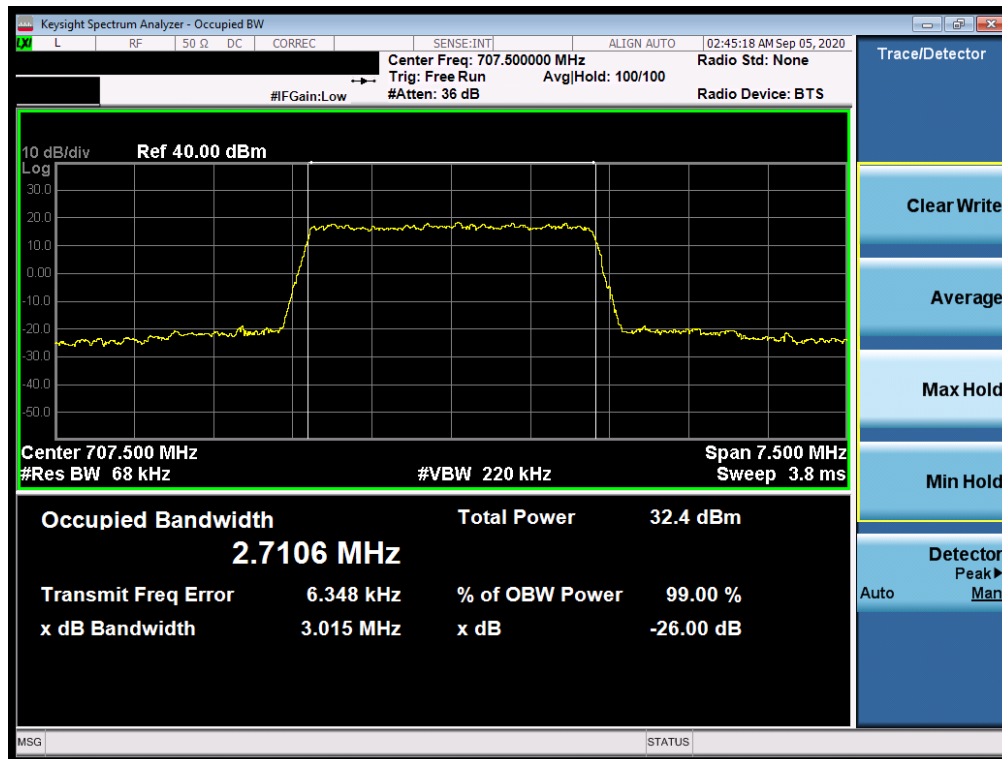 Keysight Spectrum Analyzer - Occupied BW
LXI L RF 50 Ω DC CORREC SENSE:INT ALIGN AUTO 02:45:18 AM Sep 05, 2020
Center Freq: 707.500000 MHz Radio Std: None
Trig: Free Run Avg|Hold: 100/100
#IFGain:Low #Atten: 36 dB Radio Device: BTS
10 dB/div Ref 40.00 dBm
Log
30.0
20.0
10.0
0.00
-10.0
-20.0
-30.0
-40.0
-50.0
Center 707.500 MHz Span 7.500 MHz
#Res BW 68 kHz #VBW 220 kHz Sweep 3.8 ms
Occupied Bandwidth Total Power 32.4 dBm
2.7106 MHz
Transmit Freq Error 6.348 kHz % of OBW Power 99.00 %
x dB Bandwidth 3.015 MHz x dB -26.00 dB
MSG STATUS
Trace/Detector
Clear Write
Average
Max Hold
Min Hold
Detector
Peak▶
Auto Man